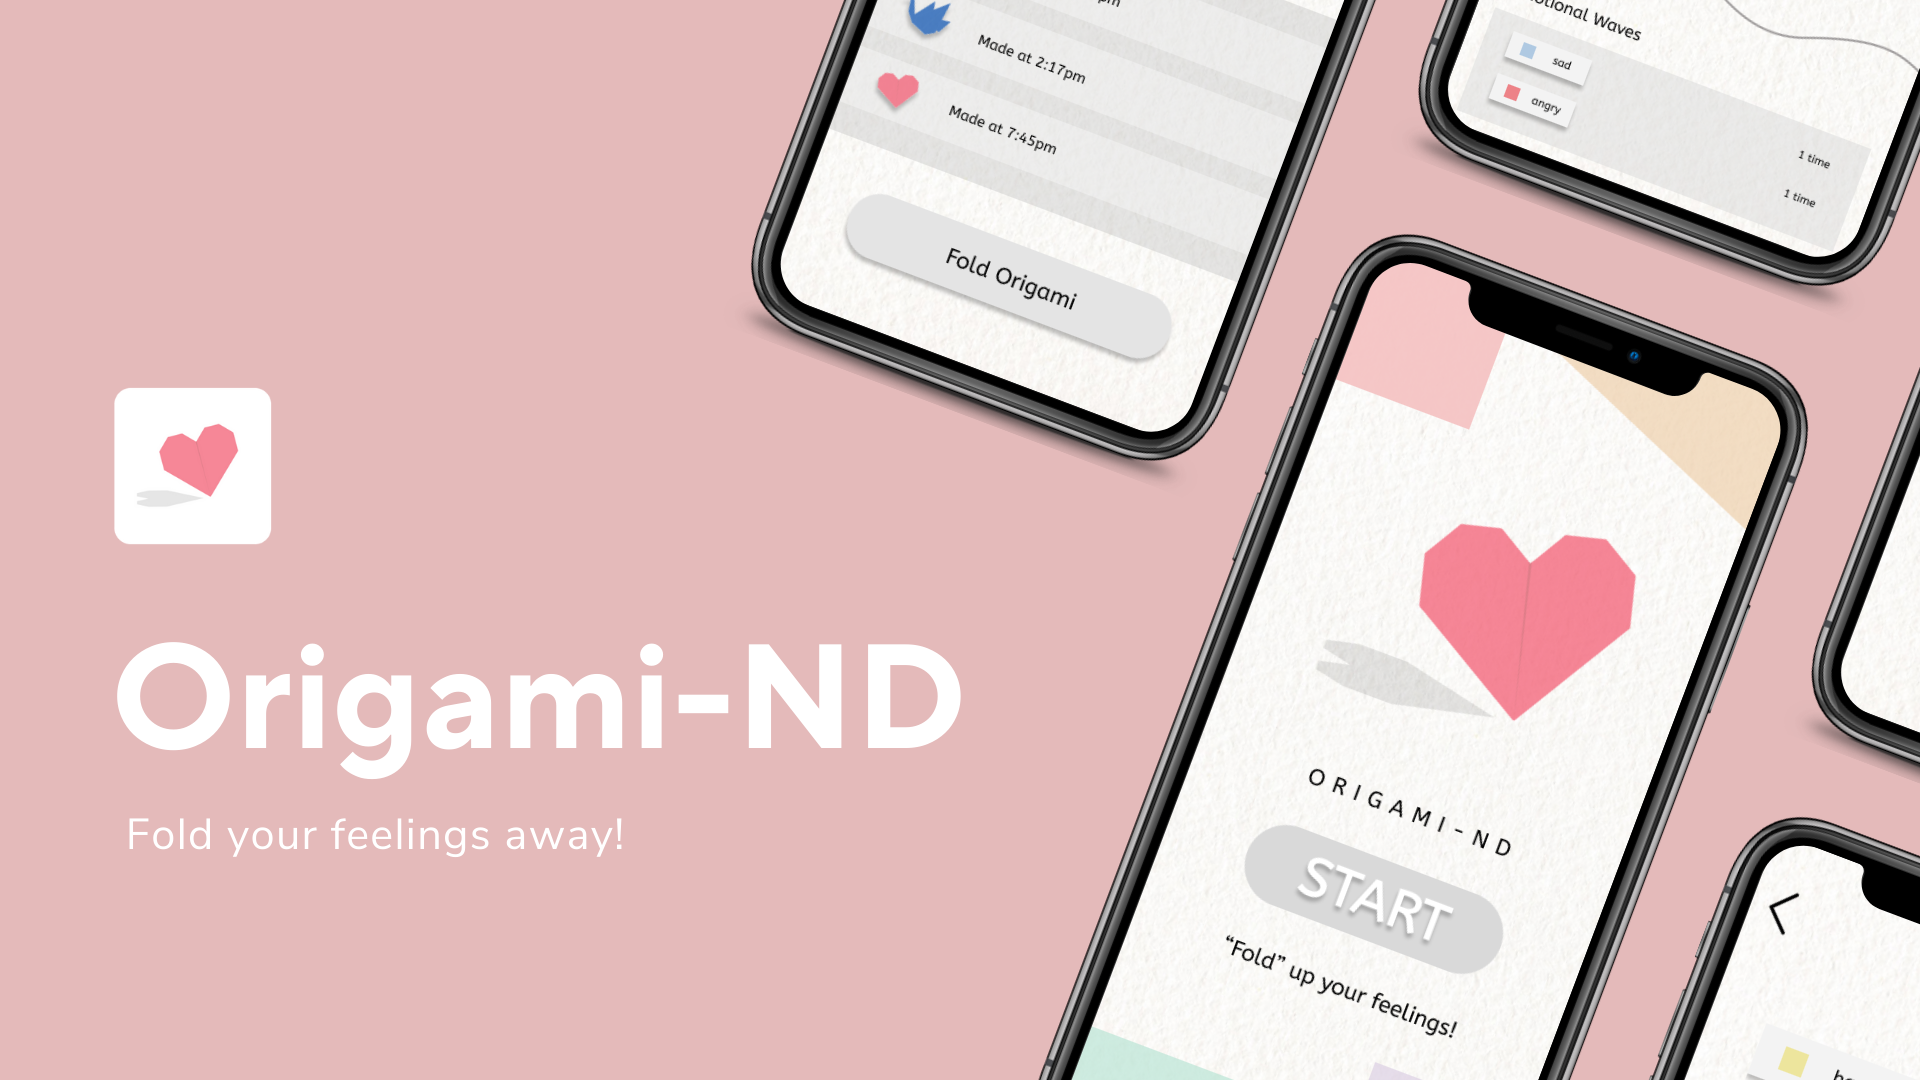 Origami-ND
Fold your feelings away!
Made at 2:17pm
Made at 7:45pm
Fold Origami
Waves
sad
angry
1 time
1 time
ORIGAMI-ND
START
“Fold” up your feelings!